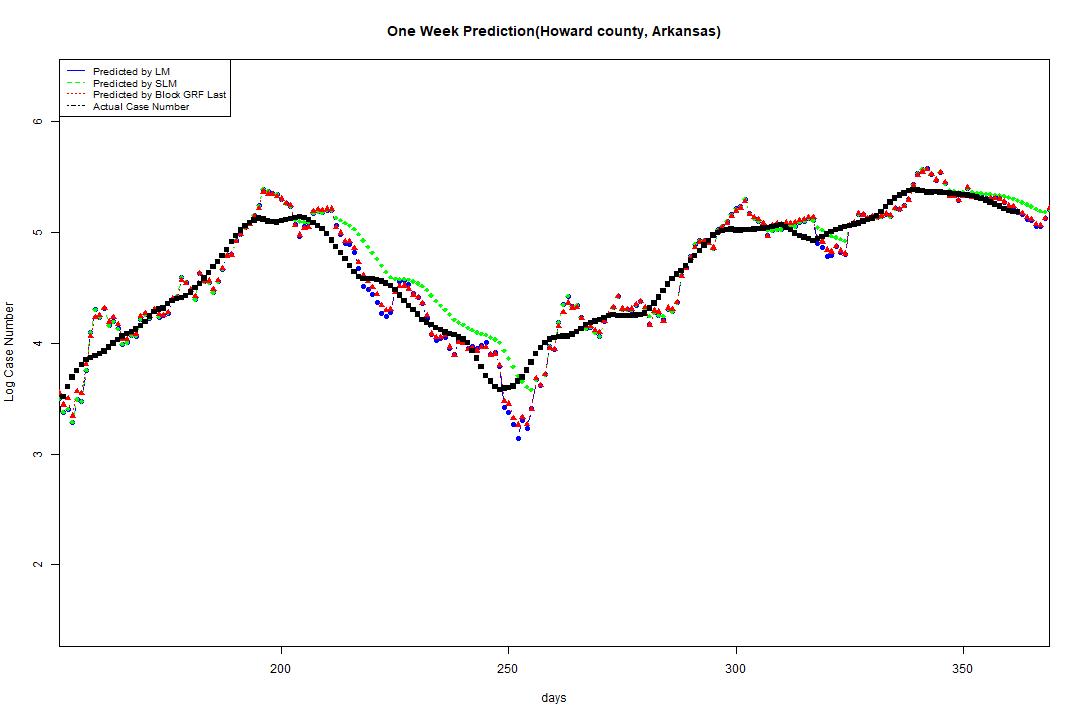 One Week Prediction(Howard county, Arkansas)
Predicted by LM
Predicted by SLM
Predicted by Block GRF Last
Actual Case Number
6
5
4
3
2
Log Case Number
200 250 300 350
days